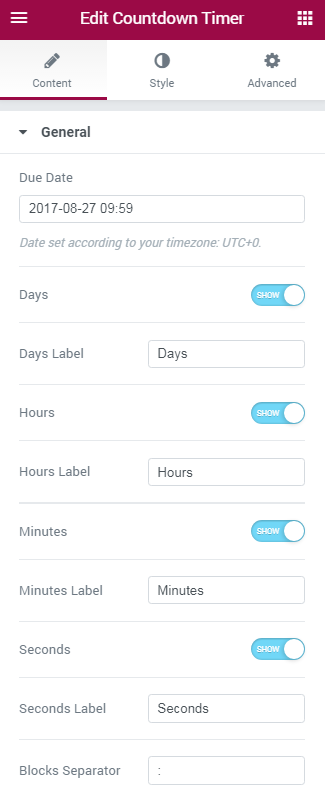 Edit Countdown Timer
Content Style Advanced
General
Due Date
2017-08-27 09:59
Date set according to your timezone: UTC+0.
Days SHOW
Days Label Days
Hours SHOW
Hours Label Hours
Minutes SHOW
Minutes Label Minutes
Seconds SHOW
Seconds Label Seconds
Blocks Separator :